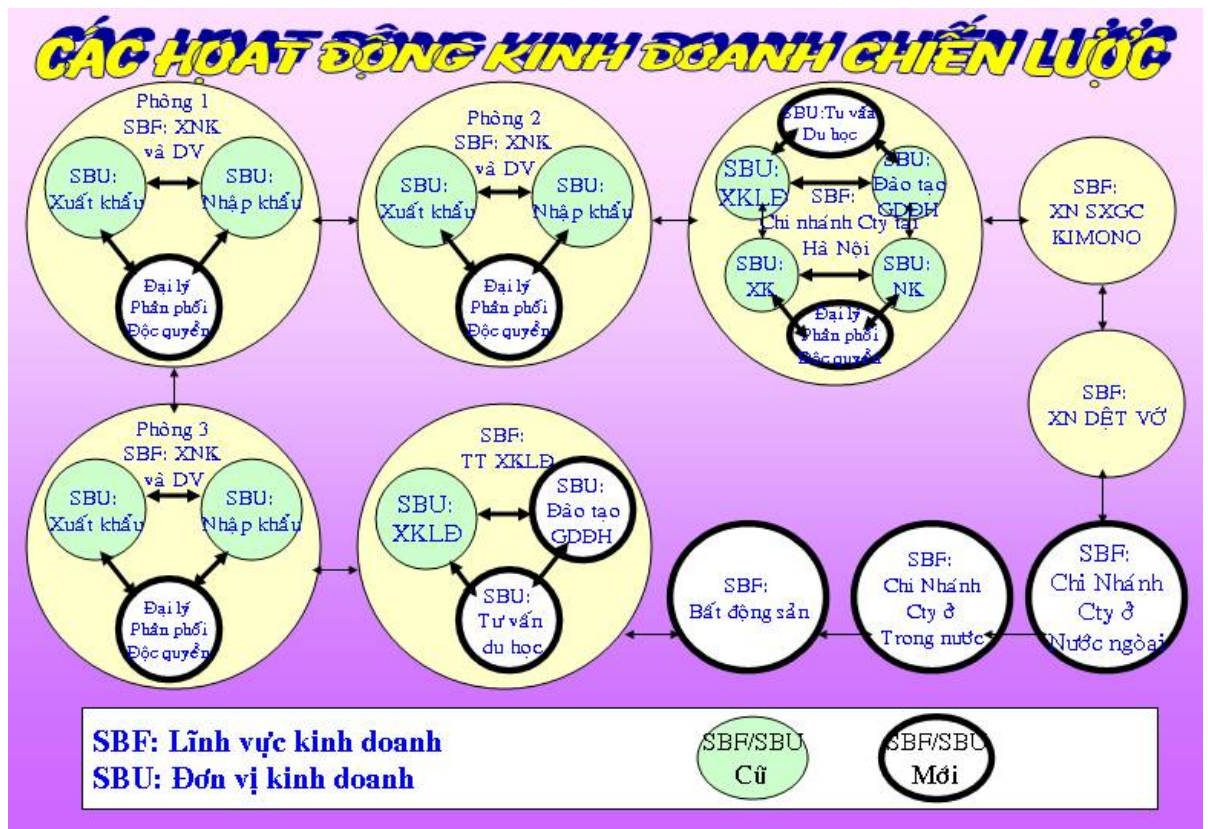 CÁC HỌAT ĐỘNG KINH DOANH CHIẾN LƯỢC
Phòng 1
SBF: XNK
và DV
SBU:
Xuất khẩu
SBU:
Nhập khẩu
Đại lý
Phân phối
Độc quyền
Phòng 2
SBF: XNK
và DV
SBU:
Xuất khẩu
SBU:
Nhập khẩu
Đại lý
Phân phối
Độc quyền
SBU:Tư vấn
Du học
SBU:
XKLĐ
SBU:
Đào tạo
GDĐH
SBF:
Chi nhánh Cty tại
Hà Nội
SBU:
XK
SBU:
NK
Đại lý
Phân phối
Độc quyền
SBF:
XN SXGC
KIMONO
SBF:
XN DỆT VỚ
Phòng 3
SBF: XNK
và DV
SBU:
Xuất khẩu
SBU:
Nhập khẩu
Đại lý
Phân phối
Độc quyền
SBF:
TT XKLĐ
SBU:
XKLĐ
SBU:
Đào tạo
GDĐH
SBU:
Tư vấn
du học
SBF:
Bất động sản
SBF:
Chi Nhánh
Cty ở
Trong nước
SBF:
Chi Nhánh
Cty ở
Nước ngòai
SBF: Lĩnh vực kinh doanh
SBU: Đơn vị kinh doanh
SBF/SBU
Cũ
SBF/SBU
Mới